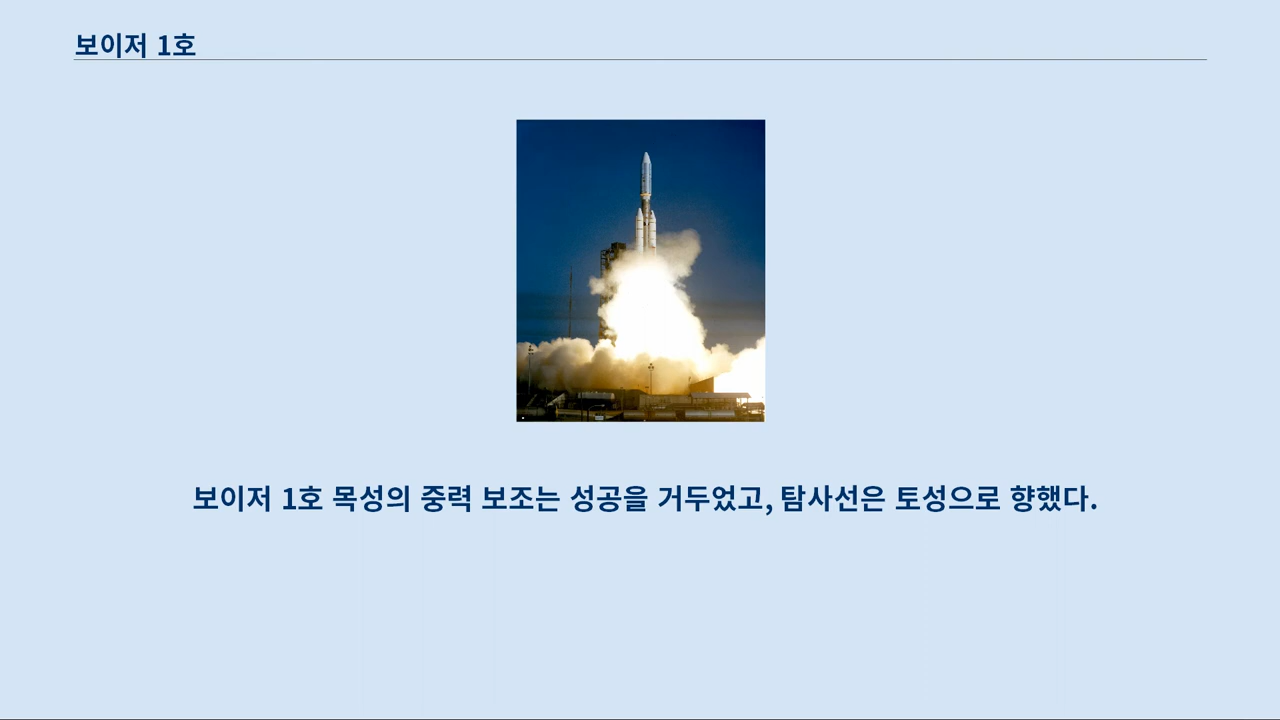 보이저 1호
보이저 1호 목성의 중력 보조는 성공을 거두었고, 탐사선은 토성으로 향했다.